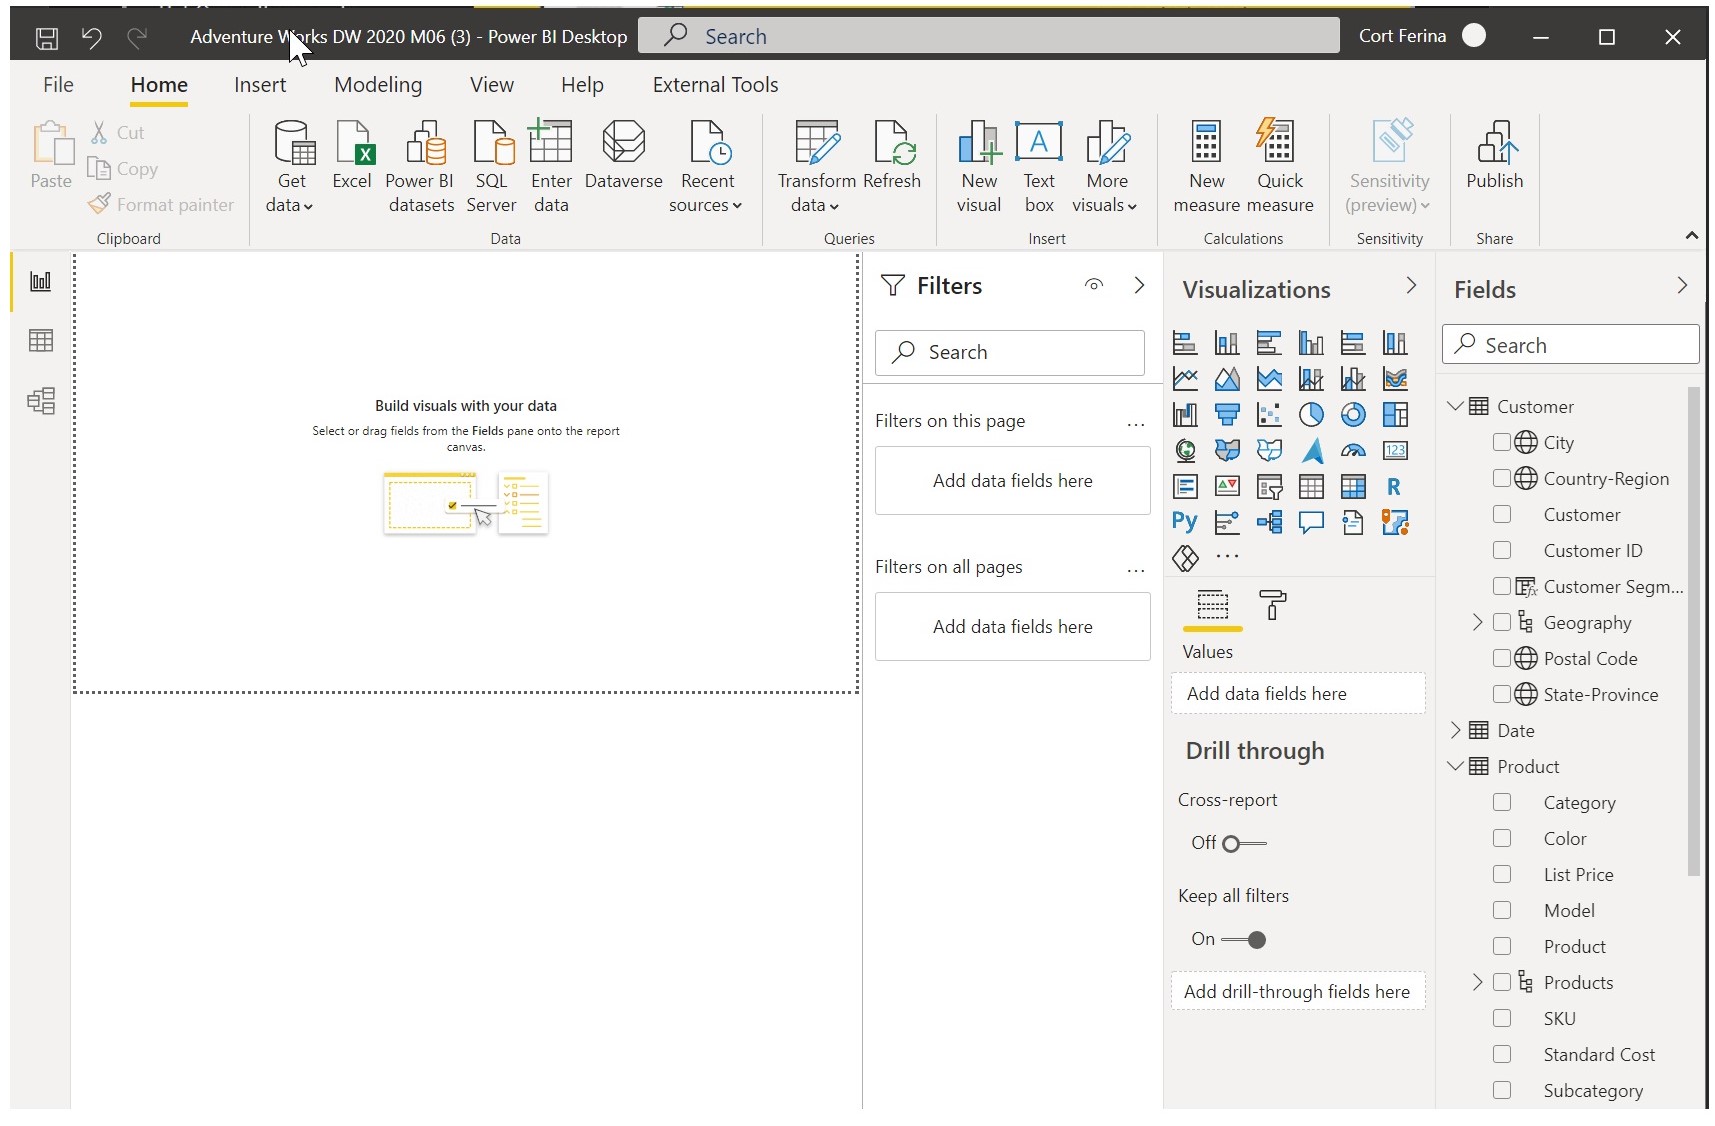 Adventure Works DW 2020 M06 (3) - Power BI Desktop
Search
Cort Ferina
File
Home
Insert
Modeling
View
Help
External Tools
Paste
Cut
Copy
Format painter
Clipboard
Get
data
Excel
Power BI
datasets
SQL
Server
Enter
data
Dataverse
Recent
sources
Data
Transform
data
Refresh
Queries
New
visual
Text
box
More
visuals
Insert
New
measure
Quick
measure
Calculations
Sensitivity
(preview)
Sensitivity
Publish
Share
Build visuals with your data
Select or drag fields from the Fields pane onto the report
canvas.
Filters
Search
Filters on this page
...
Add data fields here
Filters on all pages
...
Add data fields here
Visualizations
123
R
Py
...
Values
Add data fields here
Drill through
Cross-report
Off
Keep all filters
On
Add drill-through fields here
Fields
Search
Customer
City
Country-Region
Customer
Customer ID
Customer Segm...
Geography
Postal Code
State-Province
Date
Product
Category
Color
List Price
Model
Product
Products
SKU
Standard Cost
Subcategory